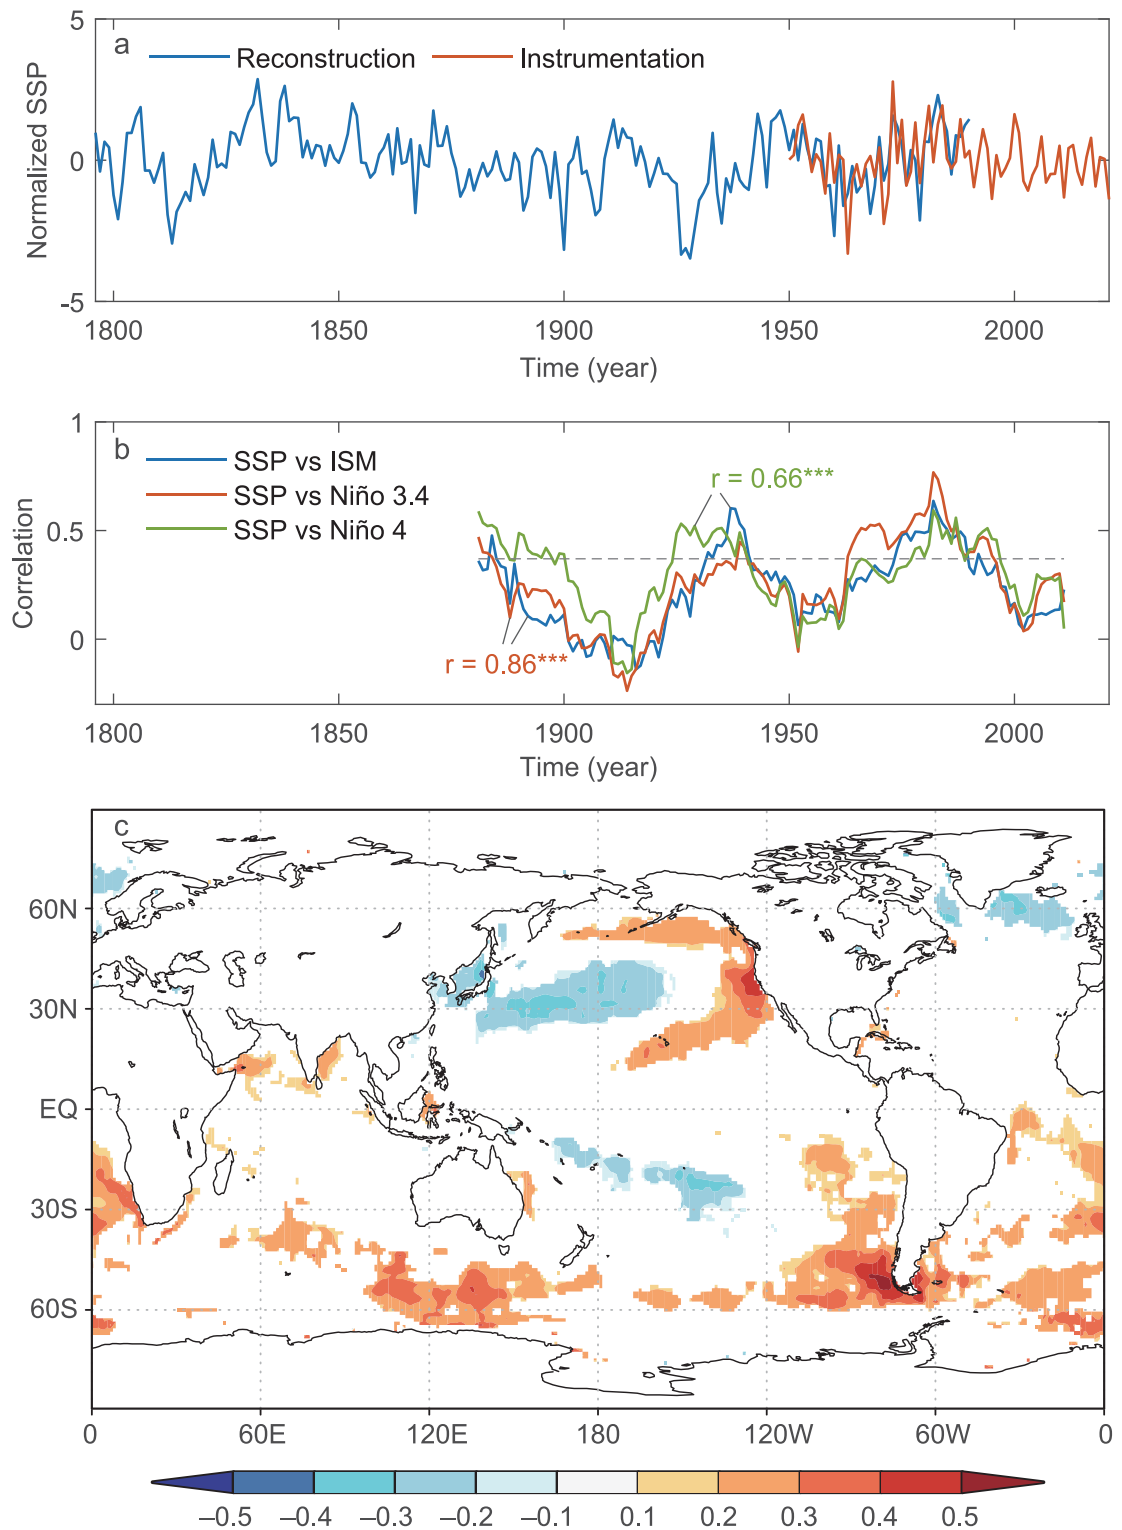 a
Reconstruction
Instrumentation
5
0
-5
Normalized SSP
1800
1850
1900
1950
2000
Time (year)
b
SSP vs ISM
SSP vs Niño 3.4
SSP vs Niño 4
r = 0.66***
r = 0.86***
1
0.5
0
Correlation
1800
1850
1900
1950
2000
Time (year)
c
60N
30N
EQ
30S
60S
0
60E
120E
180
120W
60W
0
–0.5
–0.4
–0.3
–0.2
–0.1
0.1
0.2
0.3
0.4
0.5